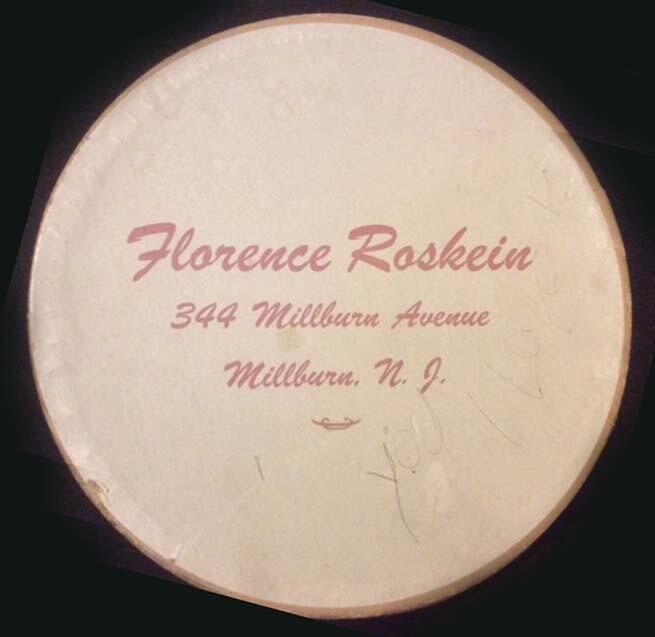 Florence Roskein
344 Millburn Avenue
Millburn, N. J.